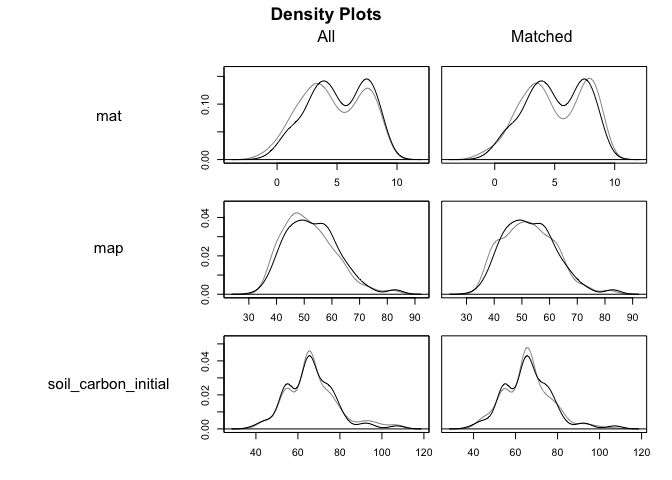 Density Plots
All Matched
mat
0.00 0.10
0 5 10
0 5 10
map
0.00 0.02 0.04
30 40 50 60 70 80 90
30 40 50 60 70 80 90
soil_carbon_initial
0.00 0.02 0.04
40 60 80 100 120
40 60 80 100 120